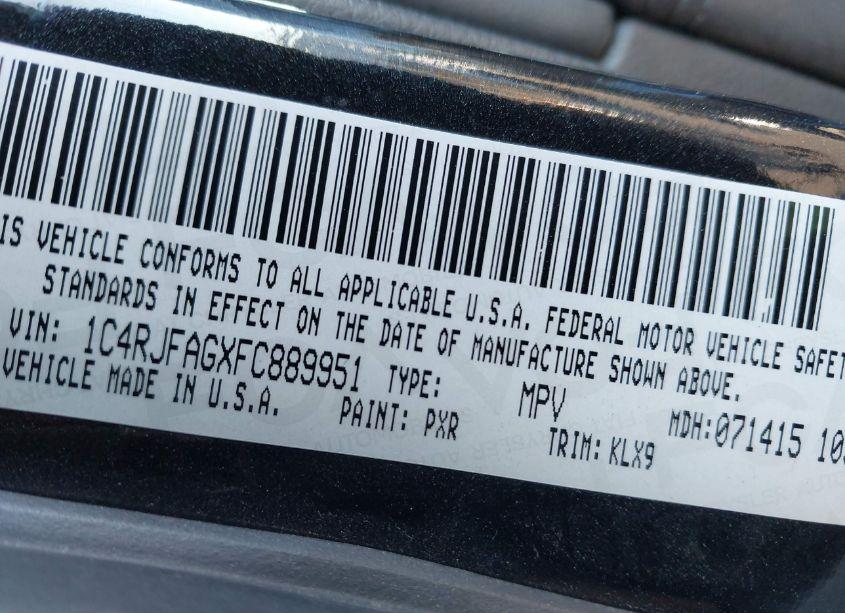 IS VEHICLE CONFORMS TO ALL APPLICABLE U.S.A. FEDERAL MOTOR VEHICLE SAFET
STANDARDS IN EFFECT ON THE DATE OF MANUFACTURE SHOWN ABOVE.
VIN: 1C4RJFAGXFC889951 TYPE: MPV MDH:071415 10
VEHICLE MADE IN U.S.A. PAINT: PXR TRIM: KLX9